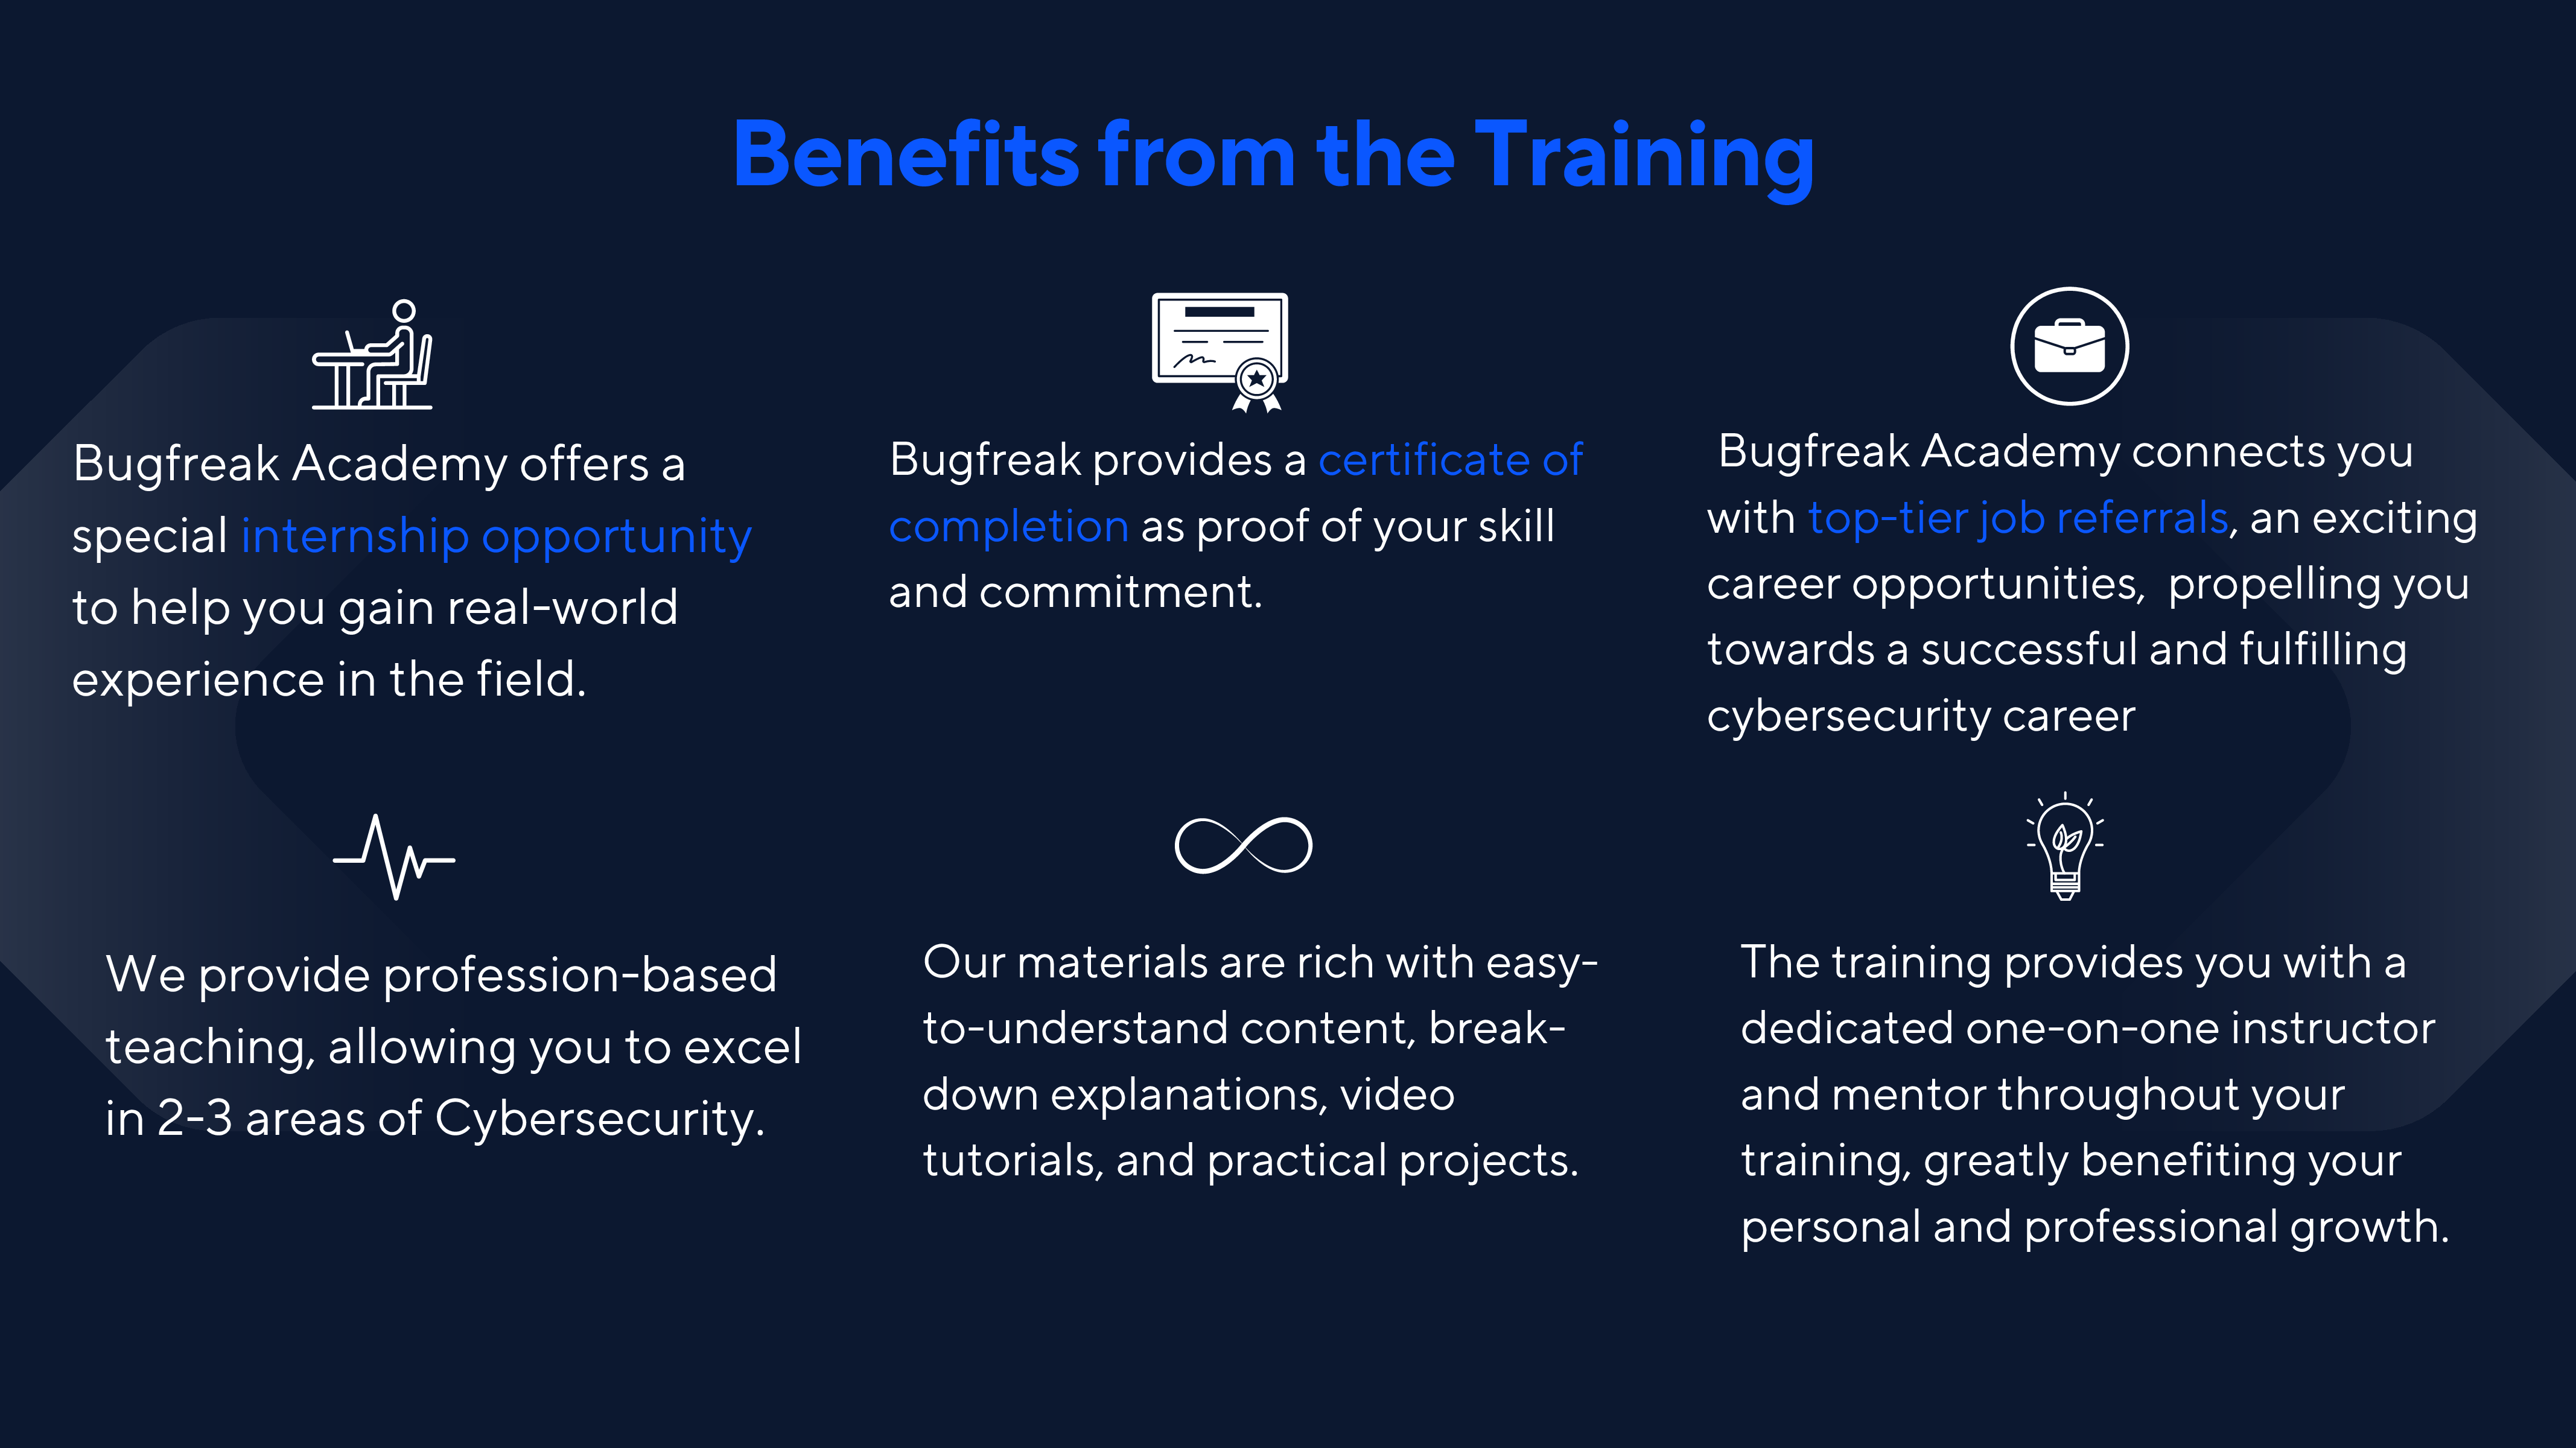 Benefits from the Training
Bugfreak Academy offers a
special internship opportunity
to help you gain real-world
experience in the field.
Bugfreak provides a certificate of
completion as proof of your skill
and commitment.
Bugfreak Academy connects you
with top-tier job referrals, an exciting
career opportunities,  propelling you
towards a successful and fulfilling
cybersecurity career
We provide profession-based
teaching, allowing you to excel
in 2-3 areas of Cybersecurity.
Our materials are rich with easy-
to-understand content, break-
down explanations, video
tutorials, and practical projects.
The training provides you with a
dedicated one-on-one instructor
and mentor throughout your
training, greatly benefiting your
personal and professional growth.